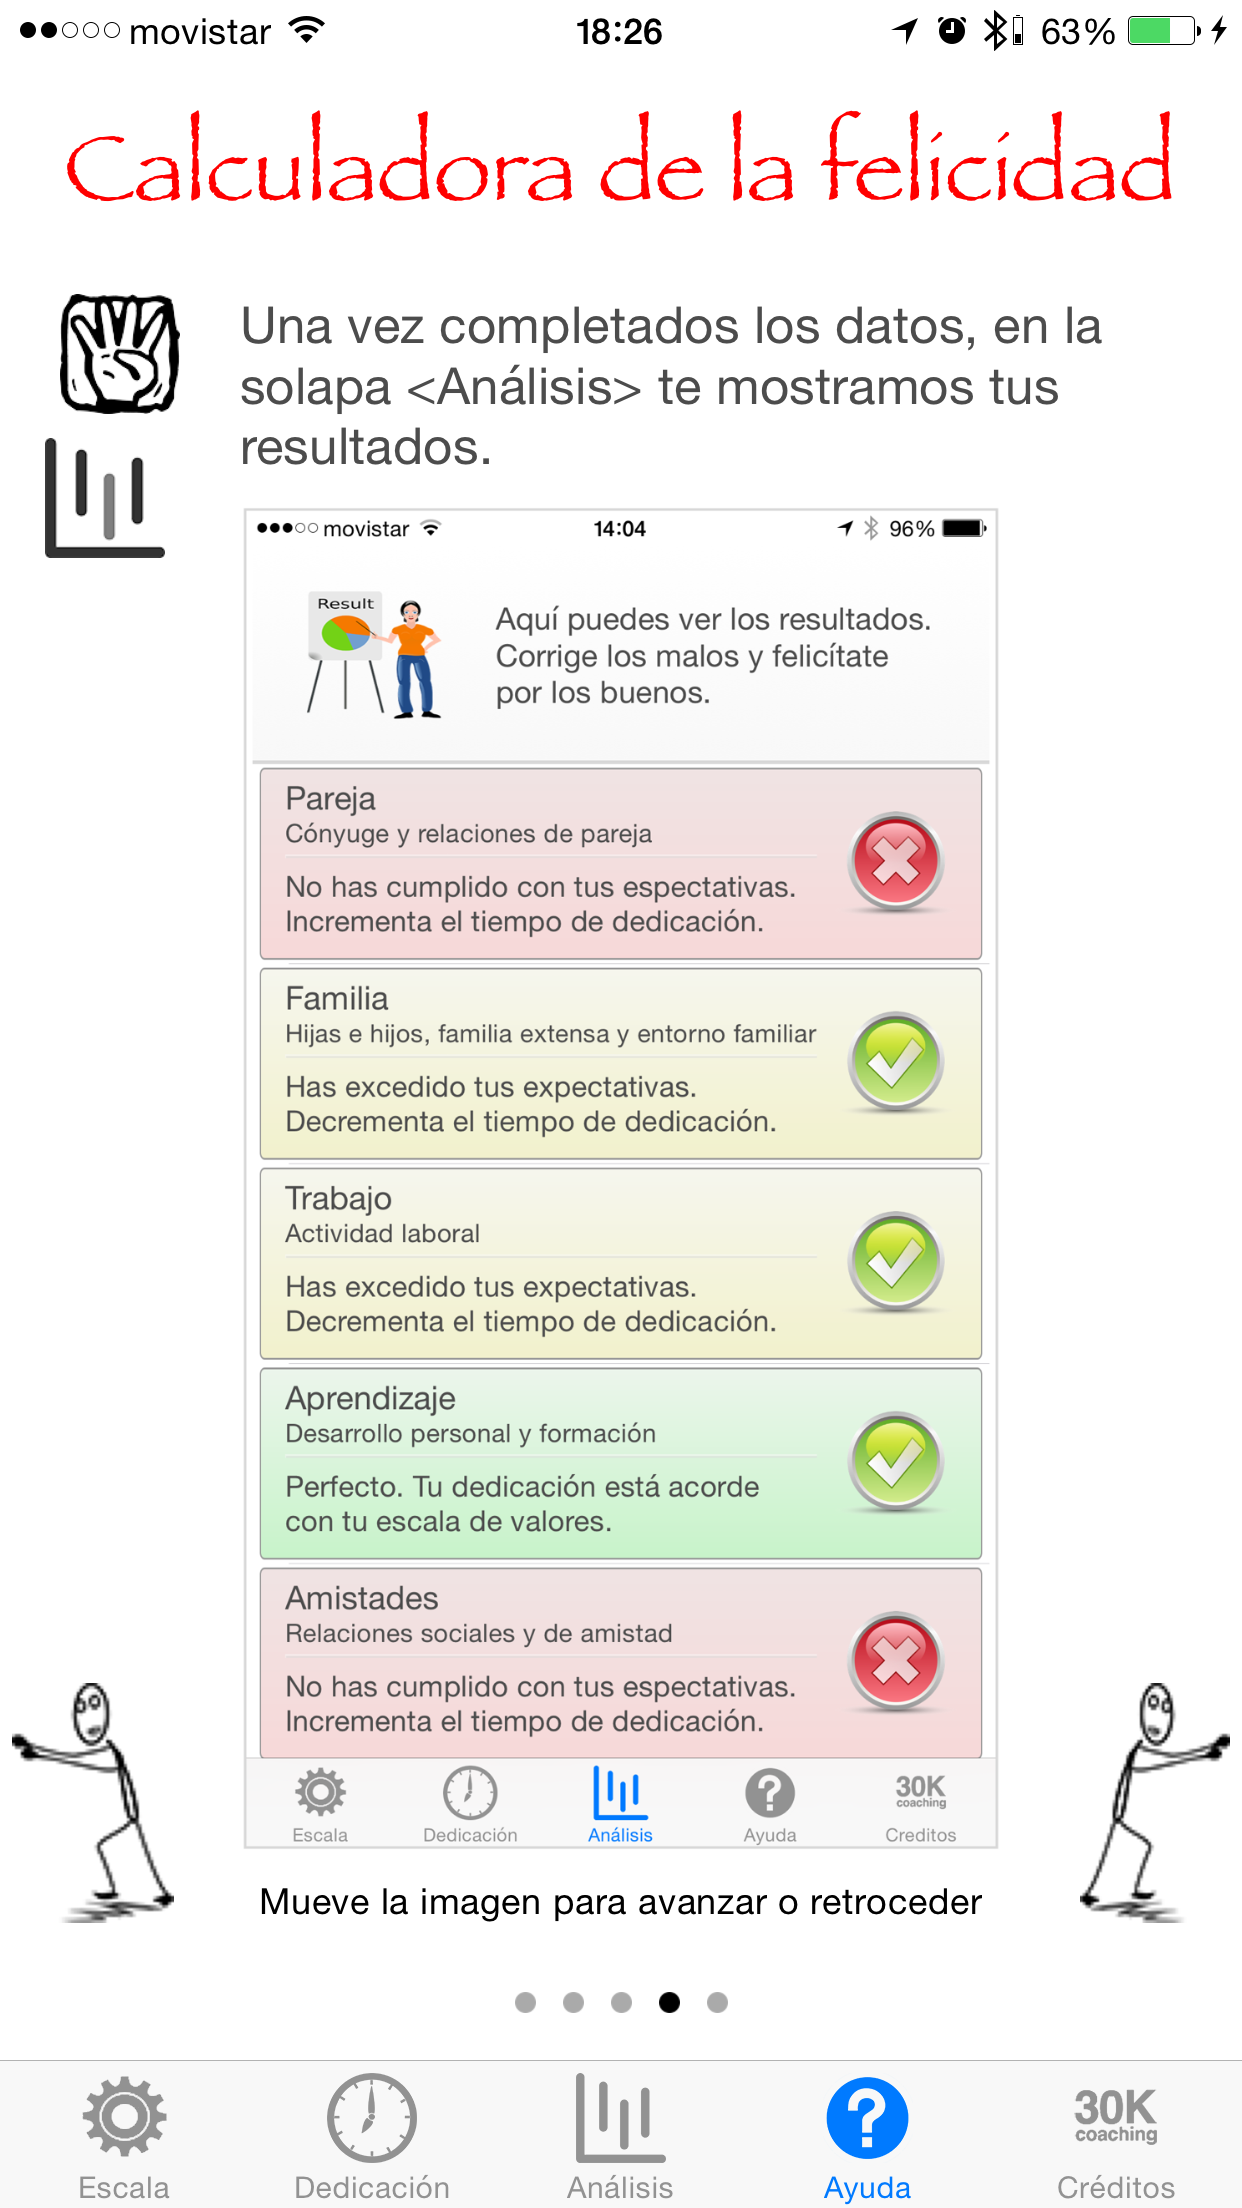 movistar 18:26 63%
Calculadora de la felicidad
Una vez completados los datos, en la
solapa <Análisis> te mostramos tus
resultados.
movistar 14:04 96%
Result
Aquí puedes ver los resultados.
Corrige los malos y felicítate
por los buenos.
Pareja
Cónyuge y relaciones de pareja
No has cumplido con tus espectativas.
Incrementa el tiempo de dedicación.
Familia
Hijas e hijos, familia extensa y entorno familiar
Has excedido tus expectativas.
Decrementa el tiempo de dedicación.
Trabajo
Actividad laboral
Has excedido tus expectativas.
Decrementa el tiempo de dedicación.
Aprendizaje
Desarrollo personal y formación
Perfecto. Tu dedicación está acorde
con tu escala de valores.
Amistades
Relaciones sociales y de amistad
No has cumplido con tus espectativas.
Incrementa el tiempo de dedicación.
30K
coaching
Escala Dedicación Análisis Ayuda Creditos
Mueve la imagen para avanzar o retroceder
30K
coaching
Escala Dedicación Análisis Ayuda Créditos